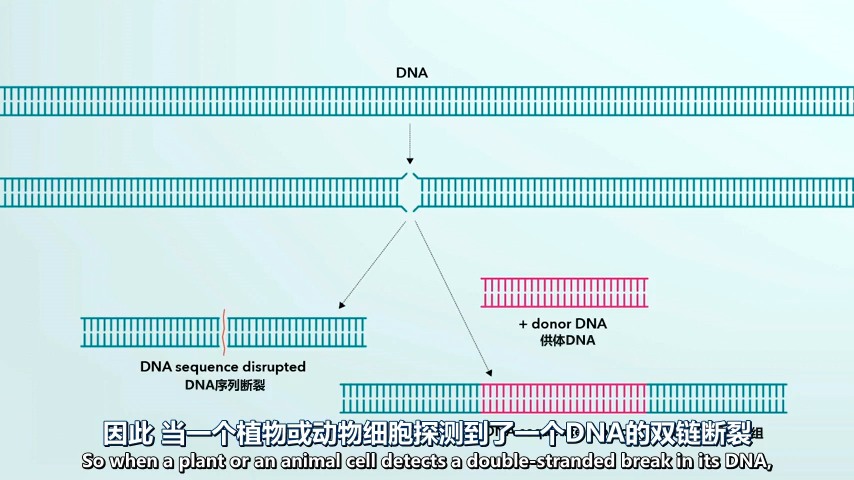 DNA
+ donor DNA
供体DNA
DNA sequence disrupted
DNA序列断裂
组
因此 当一个植物或动物细胞探测到了一个DNA的双链断裂
So when a plant or an animal cell detects a double-stranded break in its DNA,